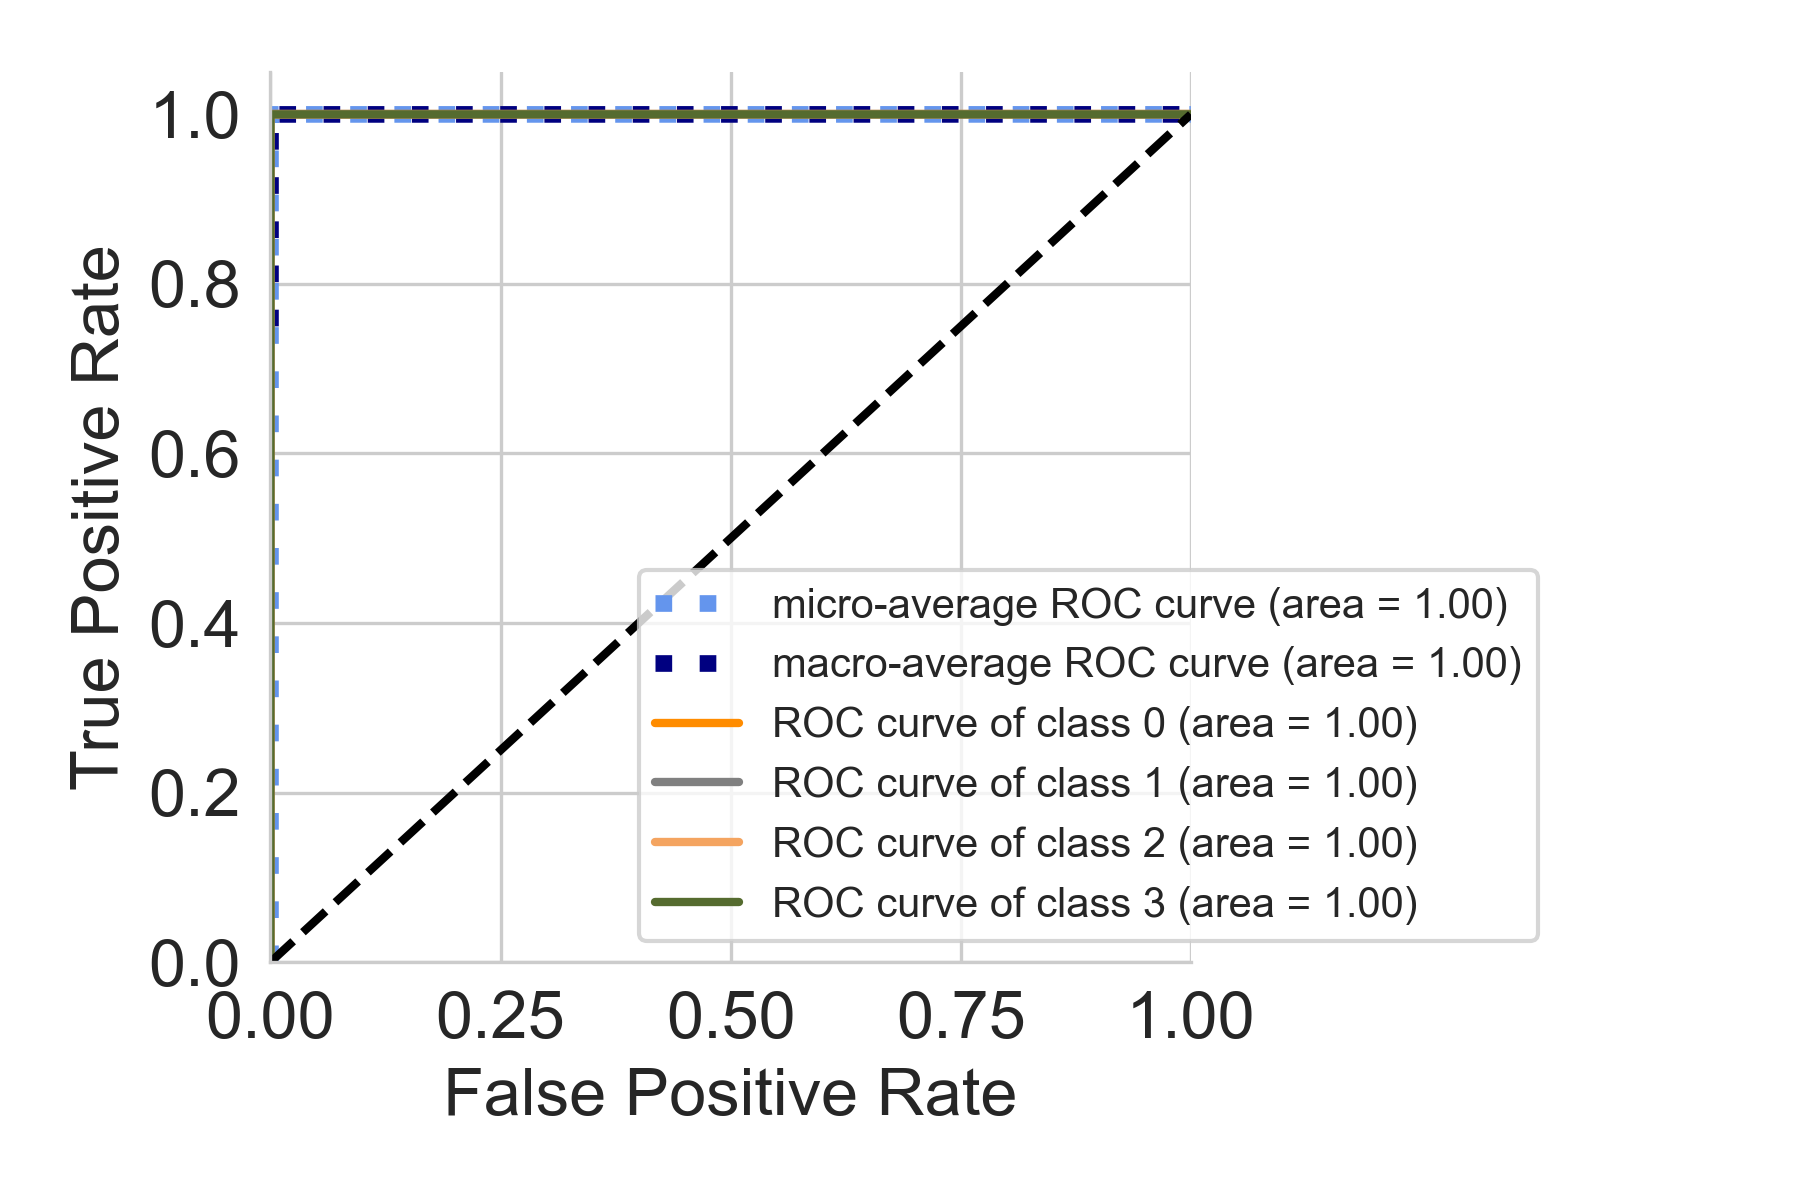 True Positive Rate
1.0
0.8
0.6
0.4
0.2
0.0
micro-average ROC curve (area = 1.00)
macro-average ROC curve (area = 1.00)
ROC curve of class 0 (area = 1.00)
ROC curve of class 1 (area = 1.00)
ROC curve of class 2 (area = 1.00)
ROC curve of class 3 (area = 1.00)
0.00 0.25 0.50 0.75 1.00
False Positive Rate